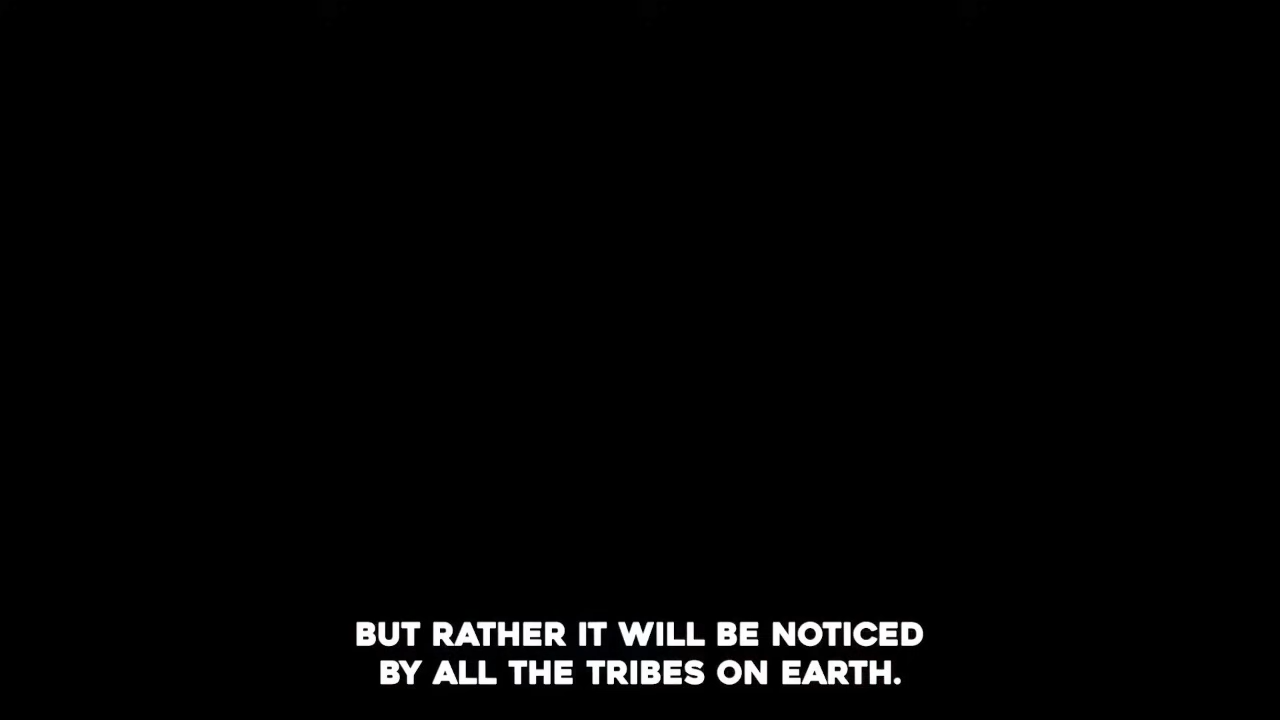 BUT RATHER IT WILL BE NOTICED
BY ALL THE TRIBES ON EARTH.